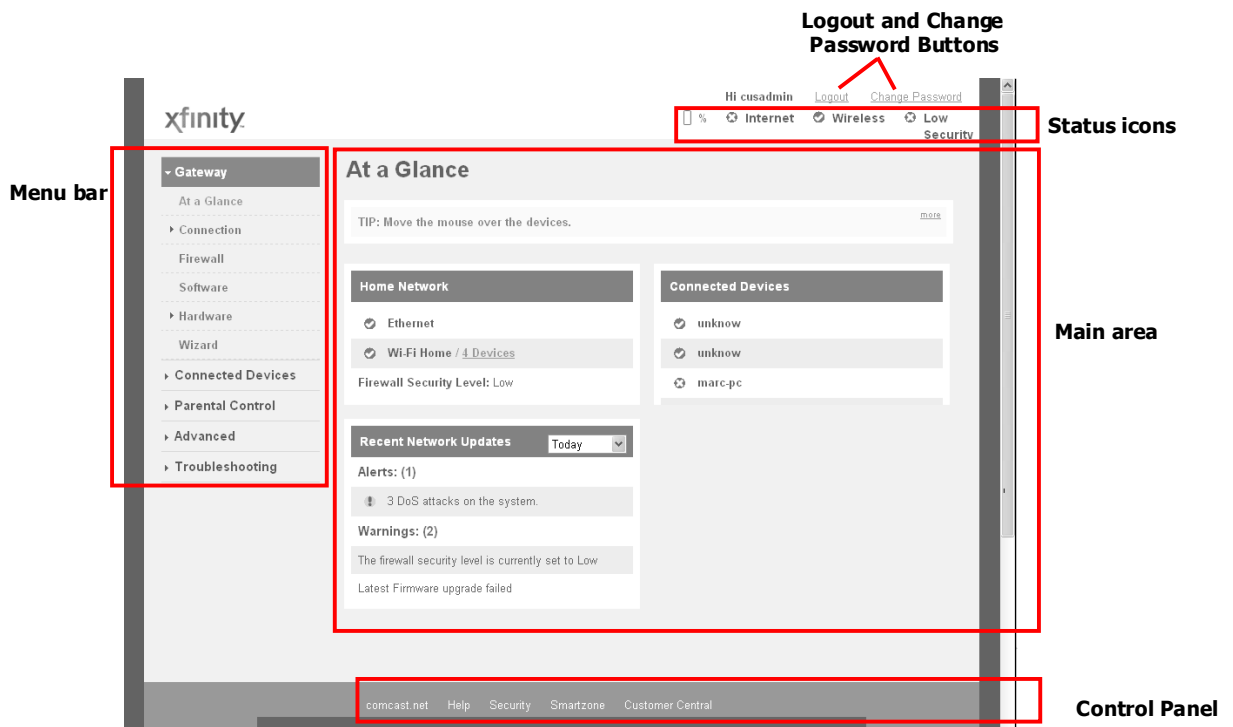 Logout and Change
Password Buttons
Hi cusadmin Logout Change Password
xfinity
% Internet Wireless Low
Security
Status icons
Menu bar
Gateway
At a Glance
Connection
Firewall
Software
Hardware
Wizard
Connected Devices
Parental Control
Advanced
Troubleshooting
At a Glance
TIP: Move the mouse over the devices.
more
Home Network
Ethernet
Wi-Fi Home / 4 Devices
Firewall Security Level: Low
Connected Devices
unknow
unknow
marc-pc
Main area
Recent Network Updates Today
Alerts: (1)
3 DoS attacks on the system.
Warnings: (2)
The firewall security level is currently set to Low
Latest Firmware upgrade failed
comcast.net Help Security Smartzone Customer Central
Control Panel